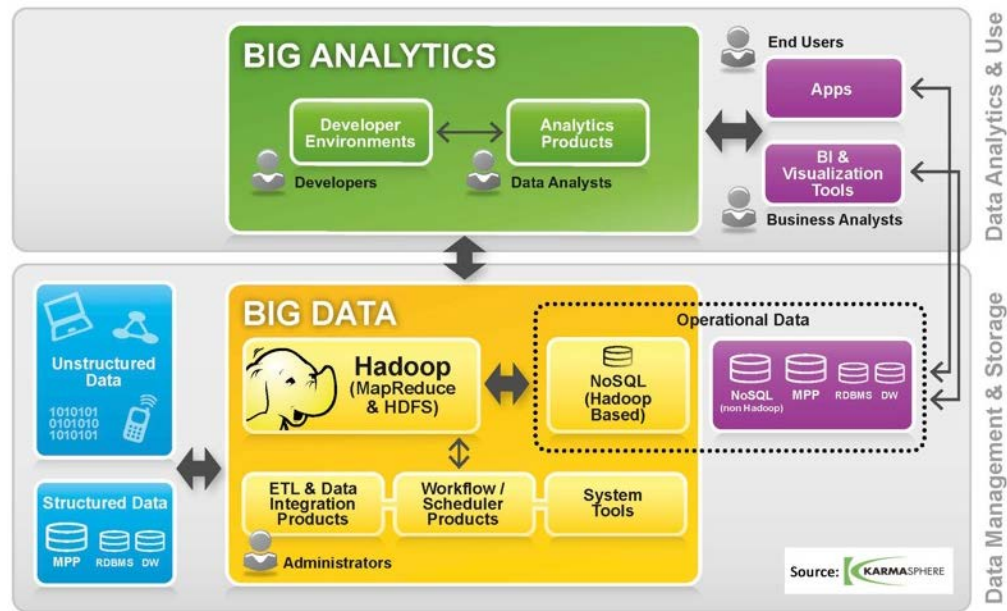 BIG ANALYTICS
Developer
Environments
Analytics
Products
Developers
Data Analysts
End Users
Apps
BI &
Visualization
Tools
Business Analysts
Data Analytics & Use
Unstructured
Data
1010101
0101010
1010101
Structured Data
MPP
RDBMS
DW
BIG DATA
Hadoop
(MapReduce
& HDFS)
Operational Data
NoSQL
(Hadoop
Based)
NoSQL
(non Hadoop)
MPP
RDBMS
DW
ETL & Data
Integration
Products
Workflow /
Scheduler
Products
System
Tools
Administrators
Source: KARMASPHERE
Data Management & Storage